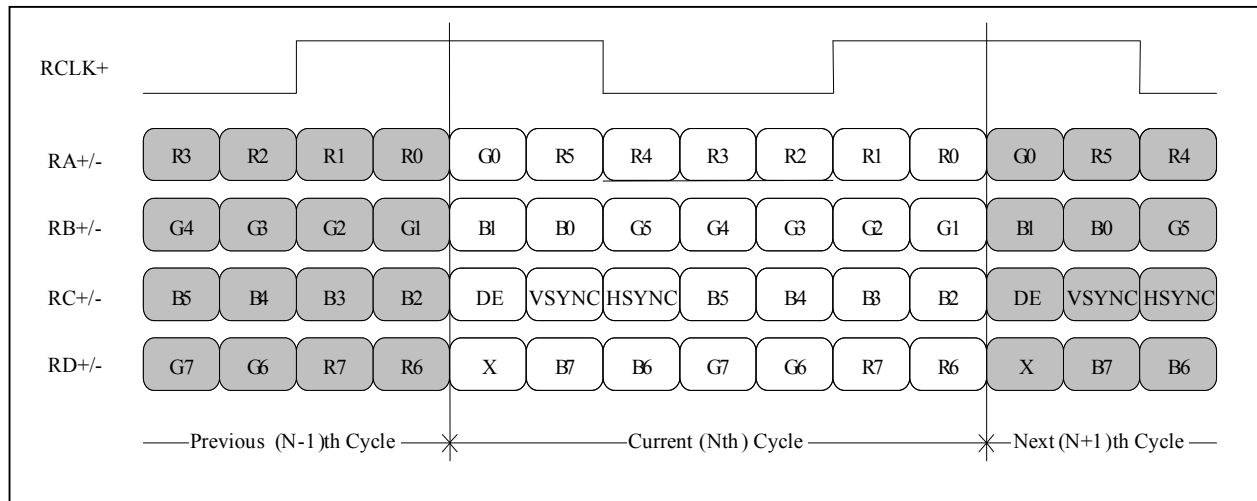 RCLK+
RA+/- R3 R2 R1 R0 G0 R5 R4 R3 R2 R1 R0 G0 R5 R4
RB+/- G4 G3 G2 G1 B1 B0 G5 G4 G3 G2 G1 B1 B0 G5
RC+/- B5 B4 B3 B2 DE VSYNC HSYNC B5 B4 B3 B2 DE VSYNC HSYNC
RD+/- G7 G6 R7 R6 X B7 B6 G7 G6 R7 R6 X B7 B6
Previous (N-1)th Cycle Current (Nth) Cycle Next (N+1)th Cycle